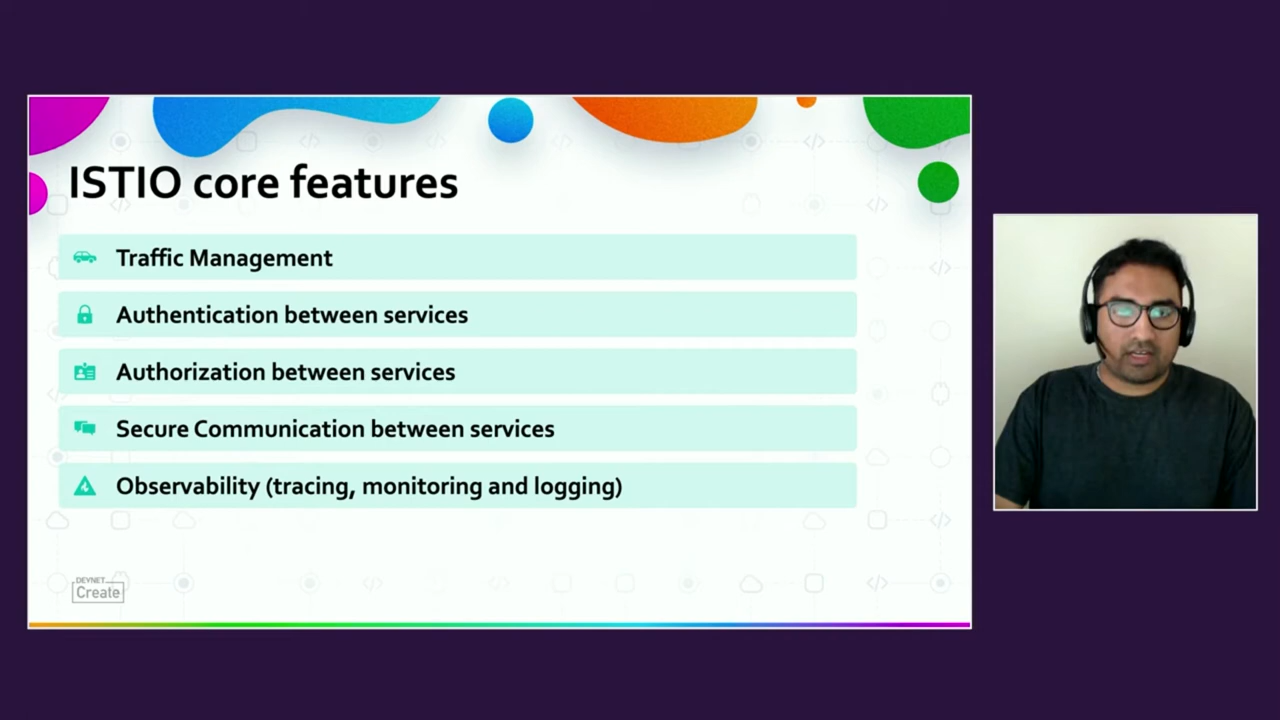 ISTIO core features
Traffic Management
Authentication between services
Authorization between services
Secure Communication between services
Observability (tracing, monitoring and logging)
DEVNET
Create